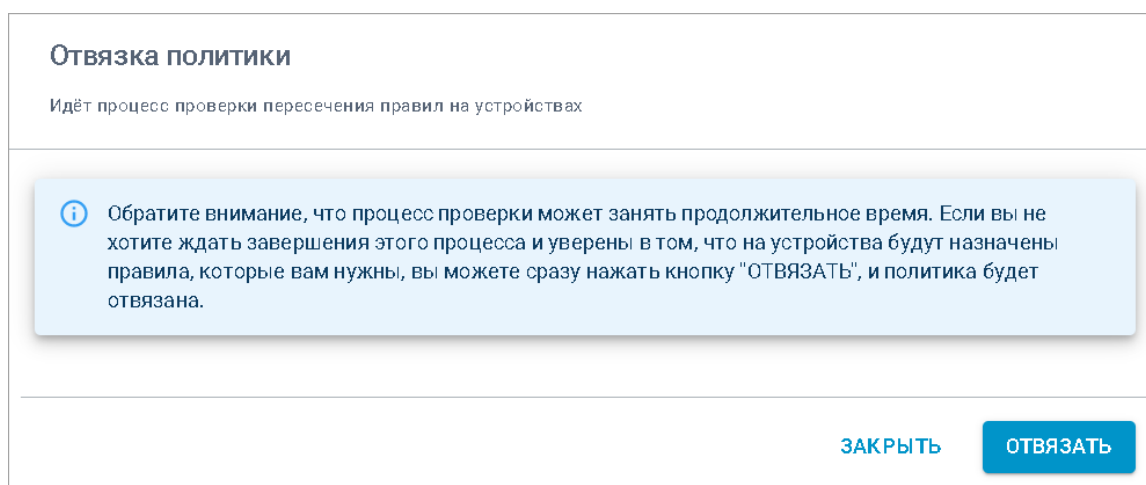 Отвязка политики
Идёт процесс проверки пересечения правил на устройствах
Обратите внимание, что процесс проверки может занять продолжительное время. Если вы не
хотите ждать завершения этого процесса и уверены в том, что на устройства будут назначены
правила, которые вам нужны, вы можете сразу нажать кнопку "ОТВЯЗАТЬ", и политика будет
отвязана.
ЗАКРЫТЬ ОТВЯЗАТЬ